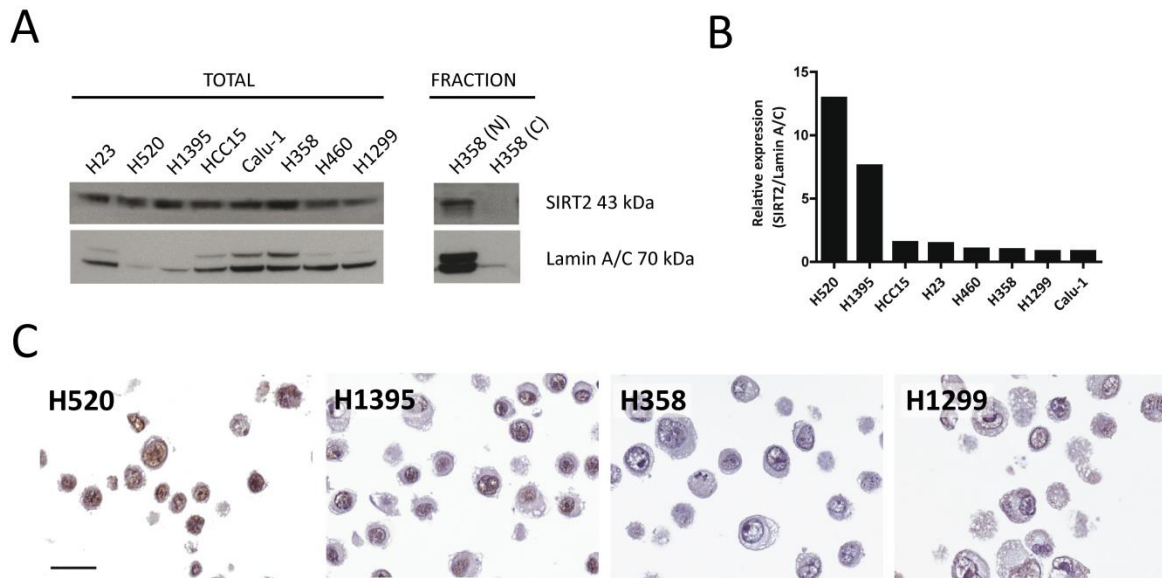 A
TOTAL
FRACTION
H23
H520
H1395
HCC15
Calu-1
H358
H460
H1299
H358 (N)
H358 (C)
SIRT2 43 kDa
Lamin A/C 70 kDa
B
Relative expression
(SIRT2/Lamin A/C)
15
10
5
0
H520
H1395
HCC15
H23
H460
H358
H1299
Calu-1
C
H520
H1395
H358
H1299